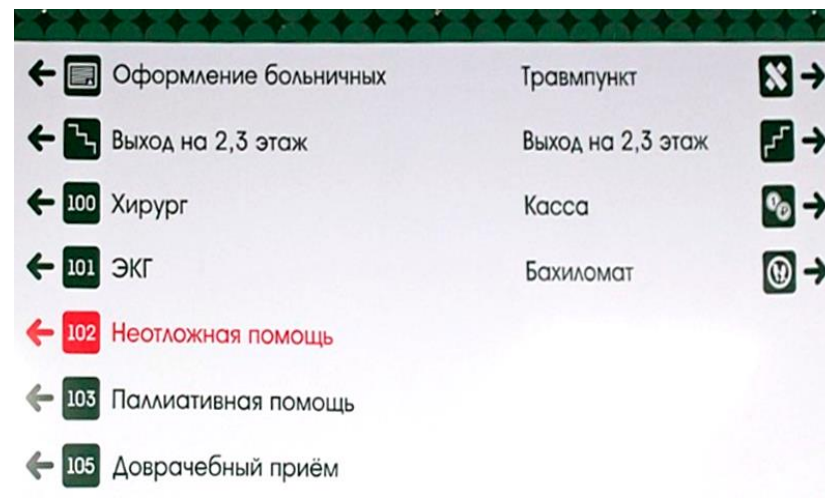 Оформление больничных
Выход на 2,3 этаж
100 Хирург
101 ЭКГ
102 Неотложная помощь
103 Паллиативная помощь
105 Доврачебный приём
Травмпункт
Выход на 2,3 этаж
Касса
Бахиломат